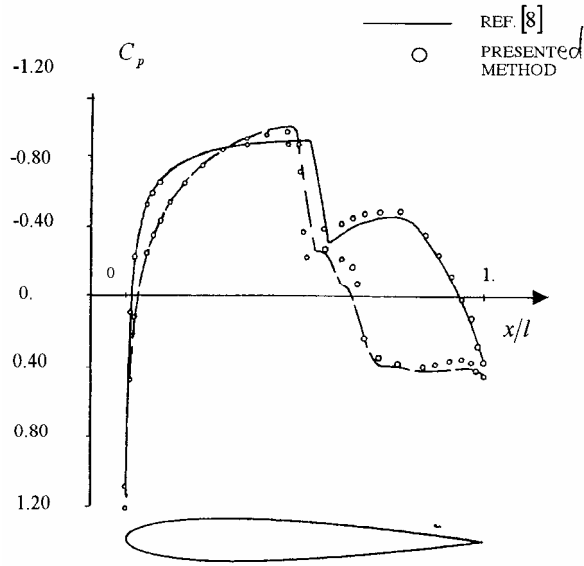 REF. [8]
PRESENTED
METHOD
C_p
-1.20
-0.80
-0.40
0 1.
0.
x/l
0.40
0.80
1.20